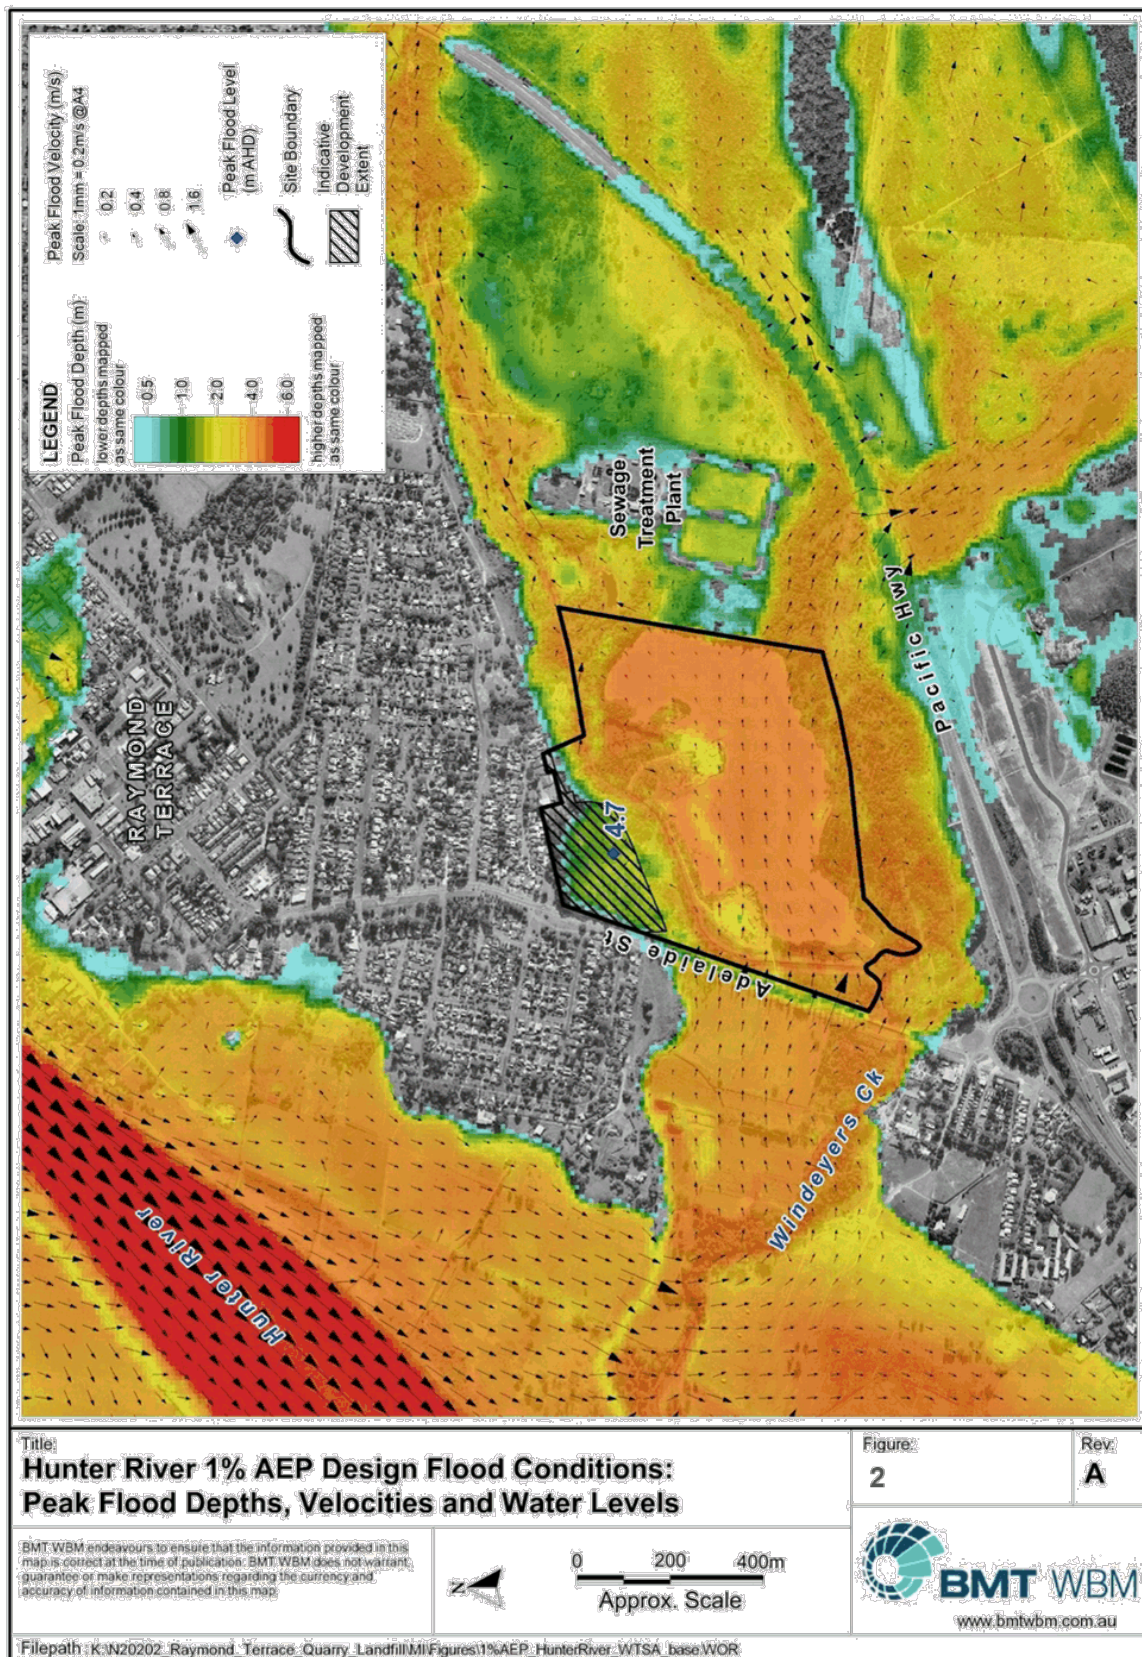 LEGEND
Peak Flood Depth (m)
lower depths mapped
as same colour
0.5
1.0
2.0
4.0
6.0
higher depths mapped
as same colour
Peak Flood Velocity (m/s)
Scale: 1mm = 0.2m/s @A4
0.2
0.4
0.8
1.6
Peak Flood Level
(m AHD)
Site Boundary
Indicative
Development
Extent
RAYMOND
TERRACE
Sewage
Treatment
Plant
Pacific Hwy
4.7
Adelaide St
Windeyers Ck
Hunter River
Title:
Hunter River 1% AEP Design Flood Conditions:
Peak Flood Depths, Velocities and Water Levels
Figure:
2
Rev:
A
BMT WBM endeavours to ensure that the information provided in this
map is correct at the time of publication. BMT WBM does not warrant,
guarantee or make representations regarding the currency and
accuracy of information contained in this map.
N
0 200 400m
Approx. Scale
BMT WBM
www.bmtwbm.com.au
Filepath: K:\N20202_Raymond_Terrace_Quarry_Landfill\MI\Figures\1%AEP_HunterRiver_WTSA_base.WOR